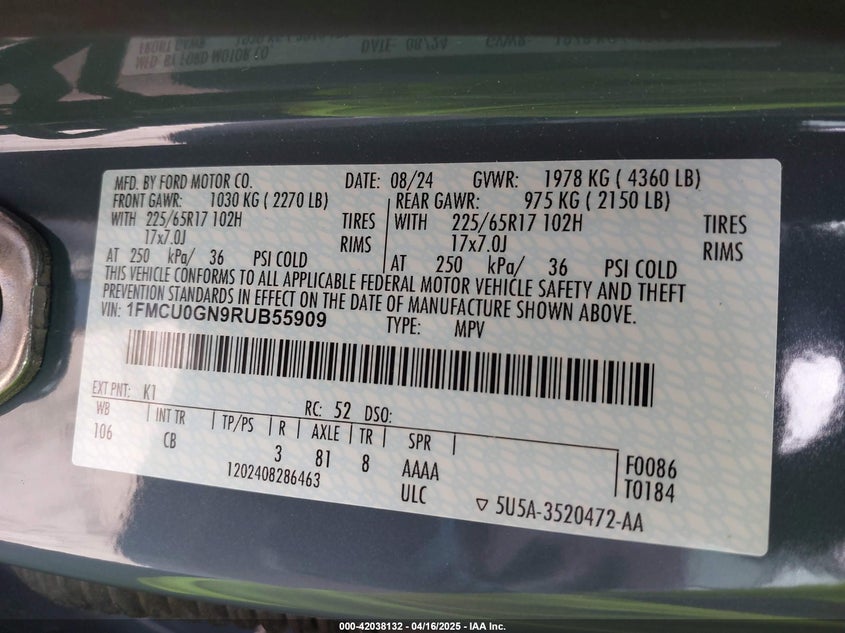 MFD. BY FORD MOTOR CO. DATE: 08/24 GVWR: 1978 KG ( 4360 LB)
FRONT GAWR: 1030 KG ( 2270 LB) REAR GAWR: 975 KG ( 2150 LB)
WITH 225/65R17 102H TIRES WITH 225/65R17 102H TIRES
17x7.0J RIMS 17x7.0J RIMS
AT 250 kPa/ 36 PSI COLD AT 250 kPa/ 36 PSI COLD
THIS VEHICLE CONFORMS TO ALL APPLICABLE FEDERAL MOTOR VEHICLE SAFETY AND THEFT
PREVENTION STANDARDS IN EFFECT ON THE DATE OF MANUFACTURE SHOWN ABOVE.
VIN: 1FMCU0GN9RUB55909 TYPE: MPV
EXT PNT: K1 RC: 52 DSO:
WB INT TR TP/PS R AXLE TR SPR
106 CB 3 81 8 AAAA F0086
1202408286463 ULC T0184
▽ 5U5A-3520472-AA
000-42038132 - 04/16/2025 - IAA Inc.